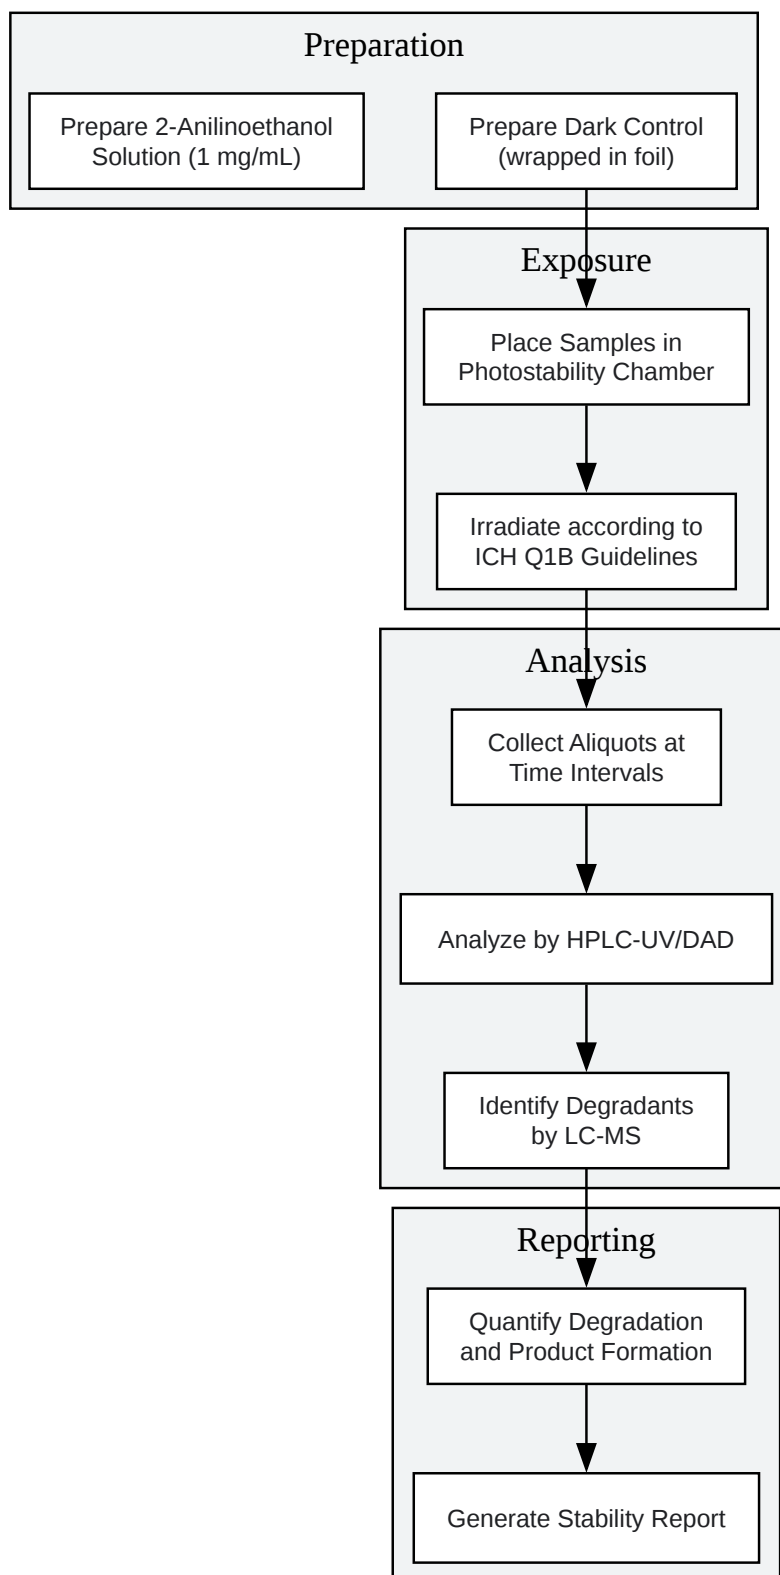 Preparation
Prepare 2-Anilinoethanol
Solution (1 mg/mL)
Prepare Dark Control
(wrapped in foil)
Exposure
Place Samples in
Photostability Chamber
Irradiate according to
ICH Q1B Guidelines
Analysis
Collect Aliquots at
Time Intervals
Analyze by HPLC-UV/DAD
Identify Degradants
by LC-MS
Reporting
Quantify Degradation
and Product Formation
Generate Stability Report